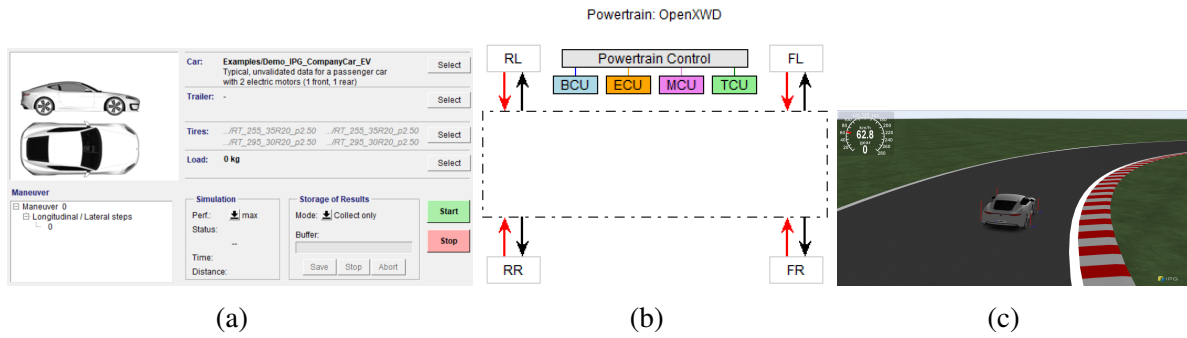 Powertrain: OpenXWD
Car: Examples/Demo_IPG_CompanyCar_EV
Typical, unvalidated data for a passenger car
with 2 electric motors (1 front, 1 rear)
Select
Trailer: -
Select
Tires: .../RT_255_35R20_p2.50 .../RT_255_35R20_p2.50
.../RT_295_30R20_p2.50 .../RT_295_30R20_p2.50
Select
Load: 0 kg
Select
Maneuver
Maneuver 0
Longitudinal / Lateral steps
0
Simulation
Perf.: max
Status:
--
Time:
Distance:
Storage of Results
Mode: Collect only
Buffer:
Save Stop Abort
Start
Stop
RL
Powertrain Control
FL
BCU ECU MCU TCU
RR
FR
km/h
62.8
gear
0
IPG
(a) (b) (c)